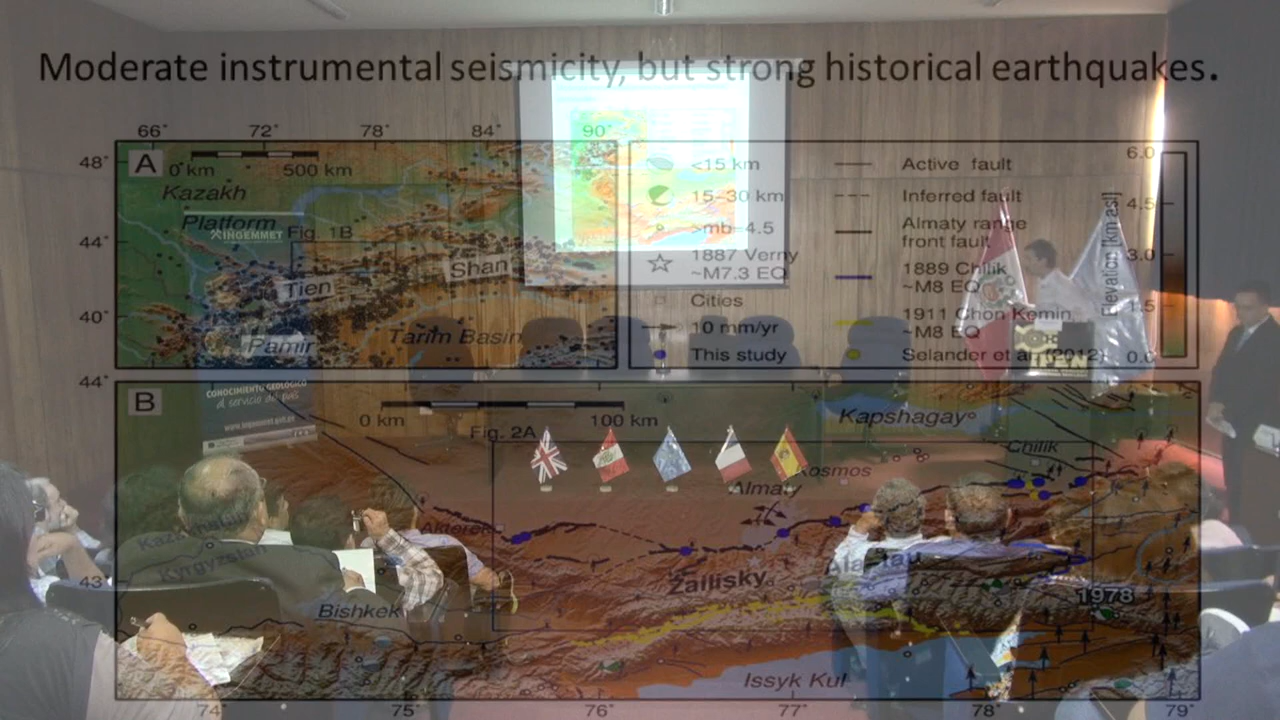 Moderate instrumental seismicity, but strong historical earthquakes.
66° 72° 78° 84° 90°
48°
44°
40°
A
0 km 500 km
Kazakh
Platform
INGEMMET
Fig. 1B
Tien
Shan
Pamir
Tarim Basin
<15 km
15-30 km
>mb 4.5
1887 Verny
~M7.3 EQ
Cities
10 mm/yr
This study
Active fault
Inferred fault
Almaty range
front fault
1889 Chilik
~M8 EQ
1911 Chon Kemin,
~M8 EQ
Selander et al. (2012)
Elevation [km asl]
6.0
4.5
3.0
1.5
0.0
44°
43
B
0 km 100 km
Fig. 2A
CONOCIMIENTO GEOLÓGICO
al servicio del país
www.ingemmet.gob.pe
Kapshagay
Chilik
Kosmos
Almaty
Kazakhstan
Kyrgyzstan
Bishkek
Zailisky
Alatau
1978
Issyk Kul
74° 75° 76° 77° 78° 79°